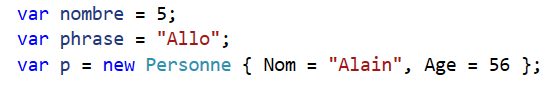 var nombre = 5;
var phrase = "Allo";
var p = new Personne { Nom = "Alain", Age = 56 };